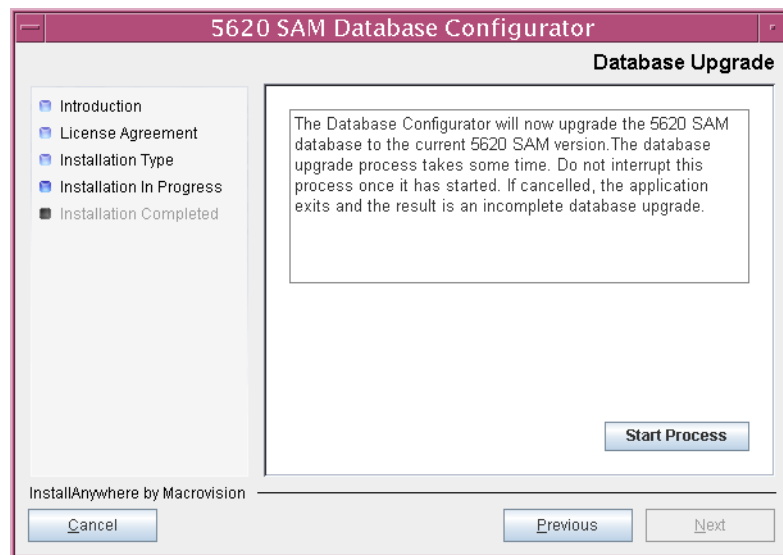 5620 SAM Database Configurator
Database Upgrade
Introduction
License Agreement
Installation Type
Installation In Progress
Installation Completed
The Database Configurator will now upgrade the 5620 SAM
database to the current 5620 SAM version.The database
upgrade process takes some time. Do not interrupt this
process once it has started. If cancelled, the application
exits and the result is an incomplete database upgrade.
Start Process
InstallAnywhere by Macrovision
Cancel
Previous
Next